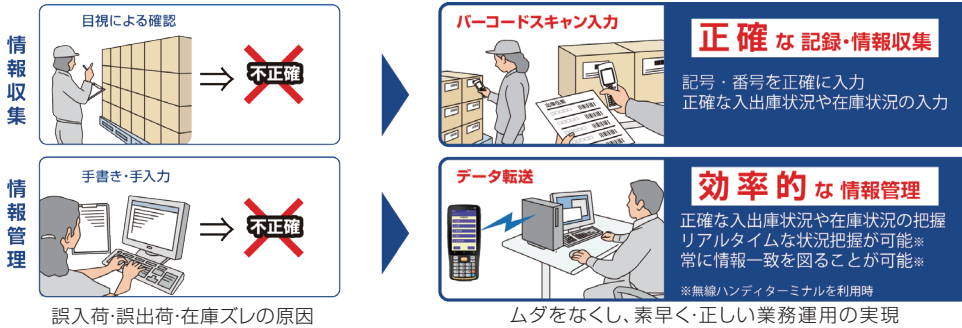 情報収集
目視による確認
不正確
バーコードスキャン入力
正確な記録・情報収集
記号・番号を正確に入力
正確な入出庫状況や在庫状況の入力
情報管理
手書き・手入力
不正確
データ転送
効率的な情報管理
正確な入出庫状況や在庫状況の把握
リアルタイムな状況把握が可能※
常に情報一致を図ることが可能※
※無線ハンディターミナルを利用時
誤入荷・誤出荷・在庫ズレの原因
ムダをなくし、素早く・正しい業務運用の実現